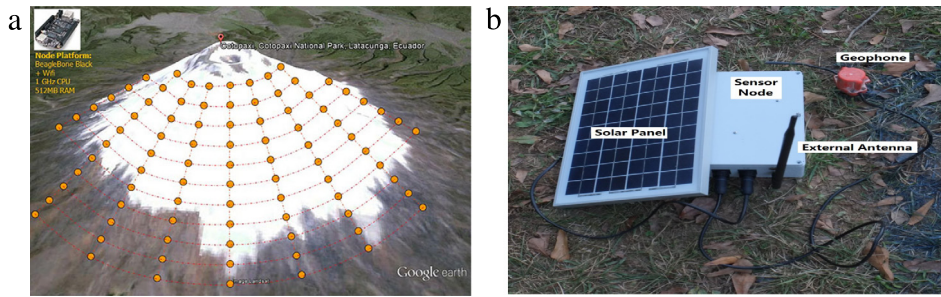 a
Cotopaxi, Cotopaxi National Park, Latacunga, Ecuador
Node Platform:
BeagleBone Black
+ Wifi
1 GHz CPU
512MB RAM
Google earth
b
Geophone
Sensor
Node
Solar Panel
External Antenna